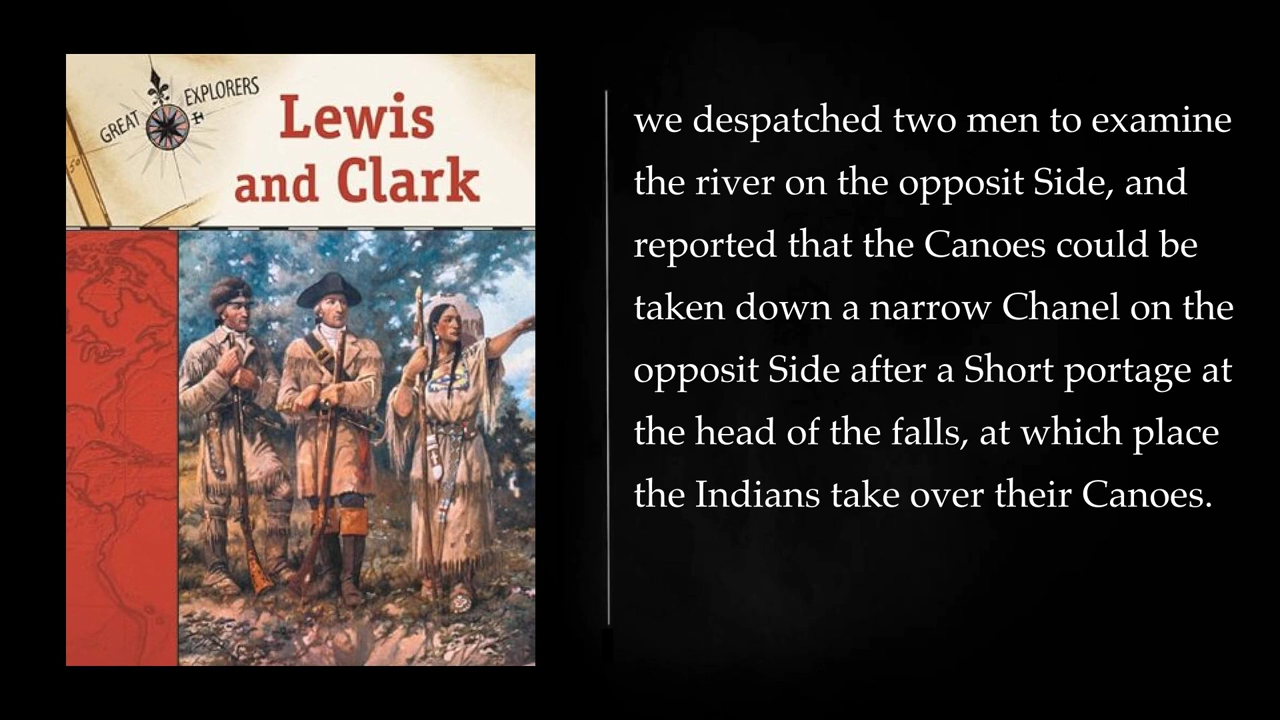 GREAT EXPLORERS
Lewis
and Clark
50
we despatched two men to examine
the river on the opposit Side, and
reported that the Canoes could be
taken down a narrow Chanel on the
opposit Side after a Short portage at
the head of the falls, at which place
the Indians take over their Canoes.